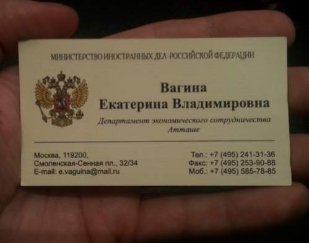 МИНИСТЕРСТВО ИНОСТРАННЫХ ДЕЛ РОССИЙСКОЙ ФЕДЕРАЦИИ
Вагина
Екатерина Владимировна
Департамент экономического сотрудничества
Атташе
Москва, 119200,
Смоленская-Сенная пл., 32/34
E-mail: e.vaguina@mail.ru
Тел.: +7 (495) 241-31-36
Факс: +7 (495) 253-90-88
Моб.: +7 (495) 585-78-85